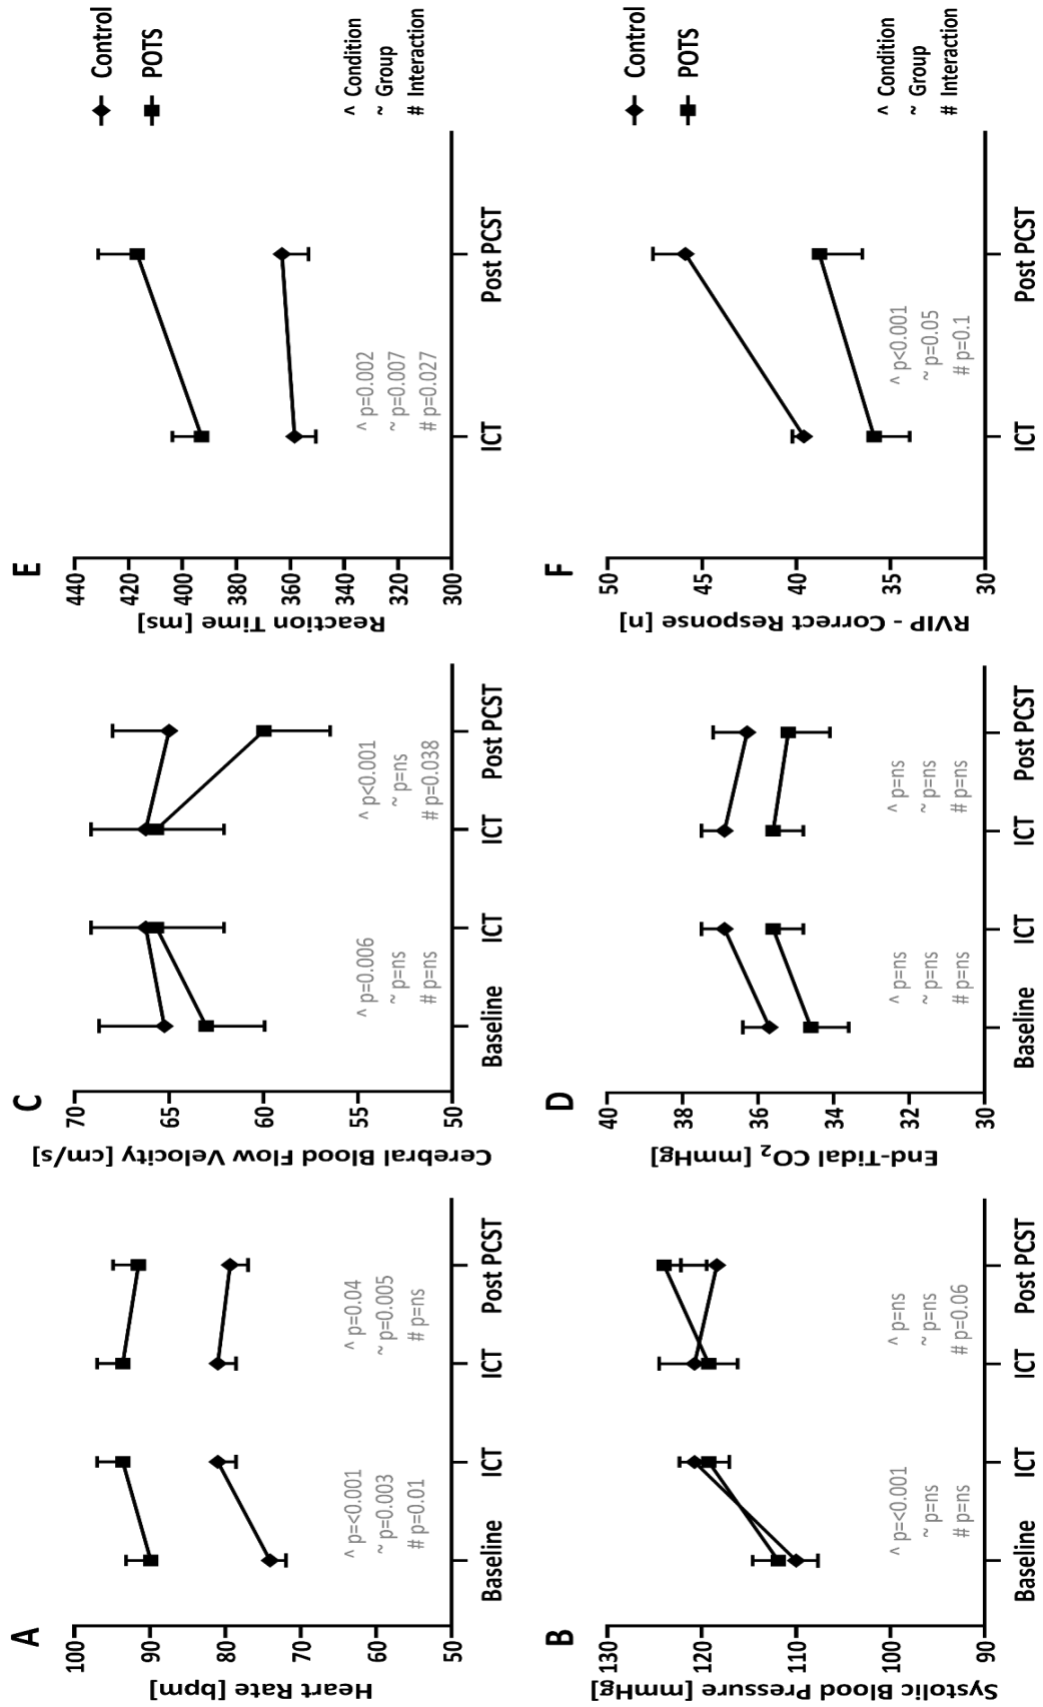 A
Heart Rate [bpm]
100
90
80
70
60
50
^ p=<0.001
~ p=0.003
# p=0.01
^ p=0.04
~ p=0.005
# p=ns
Baseline ICT ICT Post PCST
C
Cerebral Blood Flow Velocity [cm/s]
70
65
60
55
50
^ p=0.006
~ p=ns
# p=ns
^ p<0.001
~ p=ns
# p=0.038
Baseline ICT ICT Post PCST
E
Reaction Time [ms]
440
420
400
380
360
340
320
300
^ p=0.002
~ p=0.007
# p=0.027
ICT Post PCST
Control
POTS
^ Condition
~ Group
# Interaction
B
Systolic Blood Pressure [mmHg]
130
120
110
100
90
^ p=<0.001
~ p=ns
# p=ns
^ p=ns
~ p=ns
# p=0.06
Baseline ICT ICT Post PCST
D
End-Tidal CO₂ [mmHg]
40
38
36
34
32
30
^ p=ns
~ p=ns
# p=ns
^ p=ns
~ p=ns
# p=ns
Baseline ICT ICT Post PCST
F
RVIP - Correct Response [n]
50
45
40
35
30
^ p<0.001
~ p=0.05
# p=0.1
ICT Post PCST
Control
POTS
^ Condition
~ Group
# Interaction